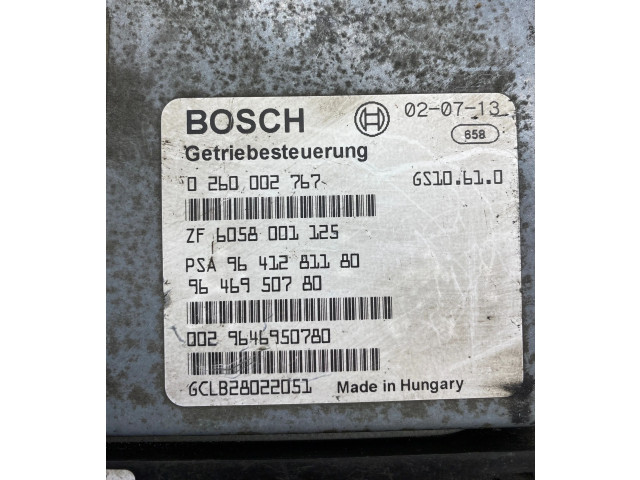 BOSCH 02-07-13
658
Getriebesteuerung
0 260 002 767 GS10.61.0
ZF 6058 001 125
PSA 96 412 811 80
96 469 507 80
002 9646950780
GCLB28022051 Made in Hungary